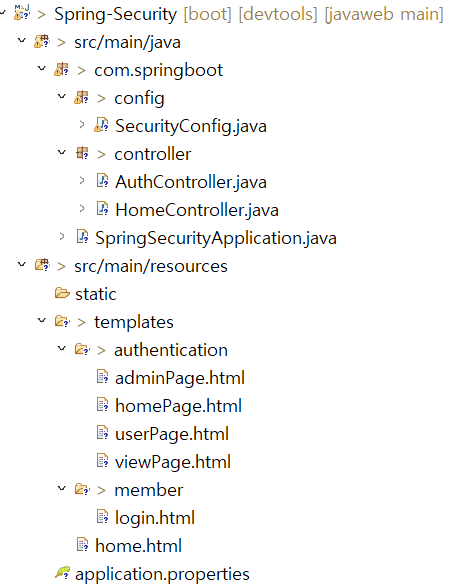 > Spring-Security [boot] [devtools] [javaweb main]
> src/main/java
> com.springboot
> config
> SecurityConfig.java
> controller
> AuthController.java
> HomeController.java
> SpringSecurityApplication.java
> src/main/resources
static
> templates
> authentication
adminPage.html
homePage.html
userPage.html
viewPage.html
> member
login.html
home.html
application.properties